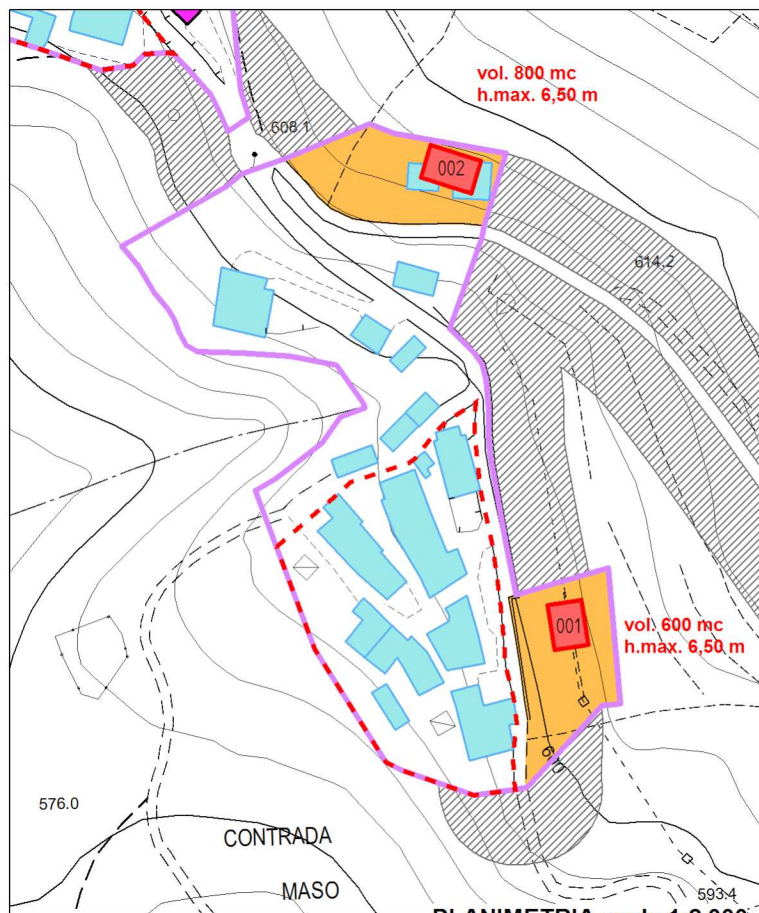 vol. 800 mc
h.max. 6,50 m
608.1
002
614.2
001
vol. 600 mc
h.max. 6,50 m
610
576.0
CONTRADA
MASO
593.4